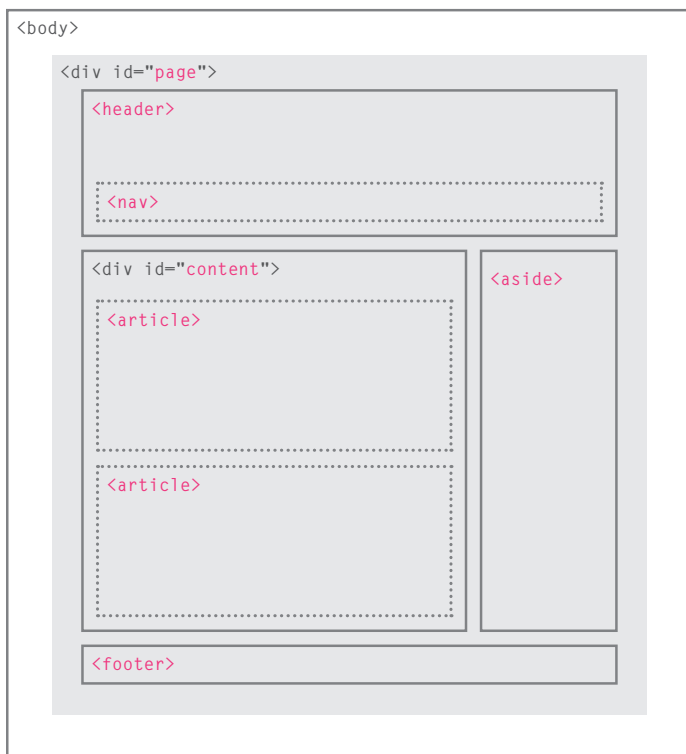 <body>
<div id="page">
<header>
<nav>
<div id="content">
<aside>
<article>
<article>
<footer>